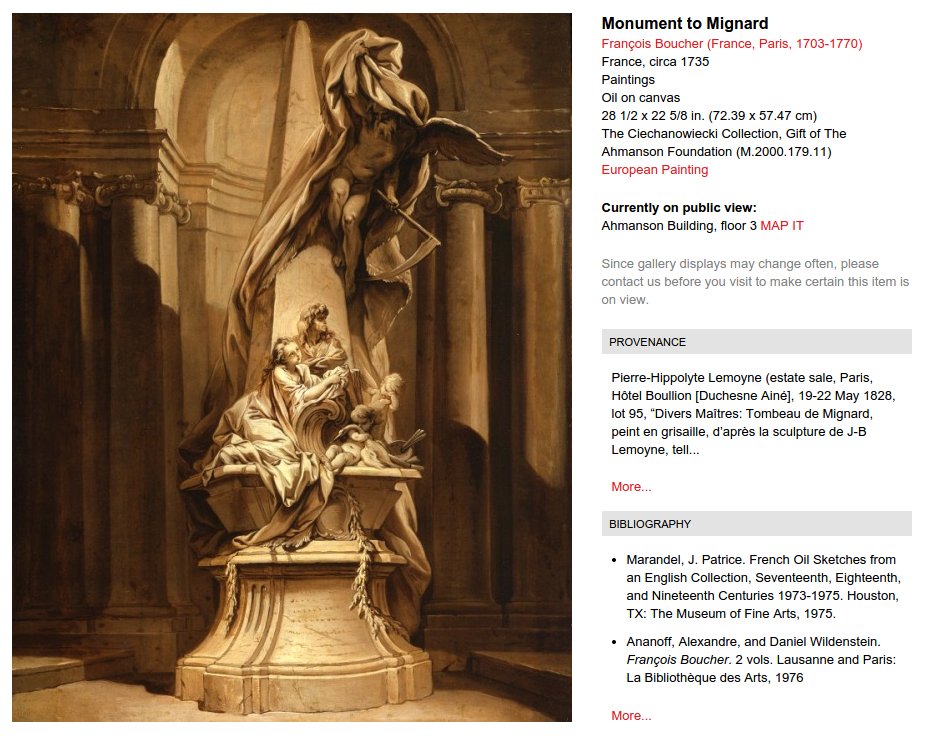 Monument to Mignard
François Boucher (France, Paris, 1703-1770)
France, circa 1735
Paintings
Oil on canvas
28 1/2 x 22 5/8 in. (72.39 x 57.47 cm)
The Ciechanowiecki Collection, Gift of The
Ahmanson Foundation (M.2000.179.11)
European Painting
Currently on public view:
Ahmanson Building, floor 3 MAP IT
Since gallery displays may change often, please
contact us before you visit to make certain this item is
on view.
PROVENANCE
Pierre-Hippolyte Lemoyne (estate sale, Paris,
Hôtel Boullion [Duchesne Ainé], 19-22 May 1828,
lot 95, “Divers Maîtres: Tombeau de Mignard,
peint en grisaille, d’après la sculpture de J-B
Lemoyne, tell...
More...
BIBLIOGRAPHY
• Marandel, J. Patrice. French Oil Sketches from
an English Collection, Seventeenth, Eighteenth,
and Nineteenth Centuries 1973-1975. Houston,
TX: The Museum of Fine Arts, 1975.
• Ananoff, Alexandre, and Daniel Wildenstein.
François Boucher. 2 vols. Lausanne and Paris:
La Bibliothèque des Arts, 1976
More...